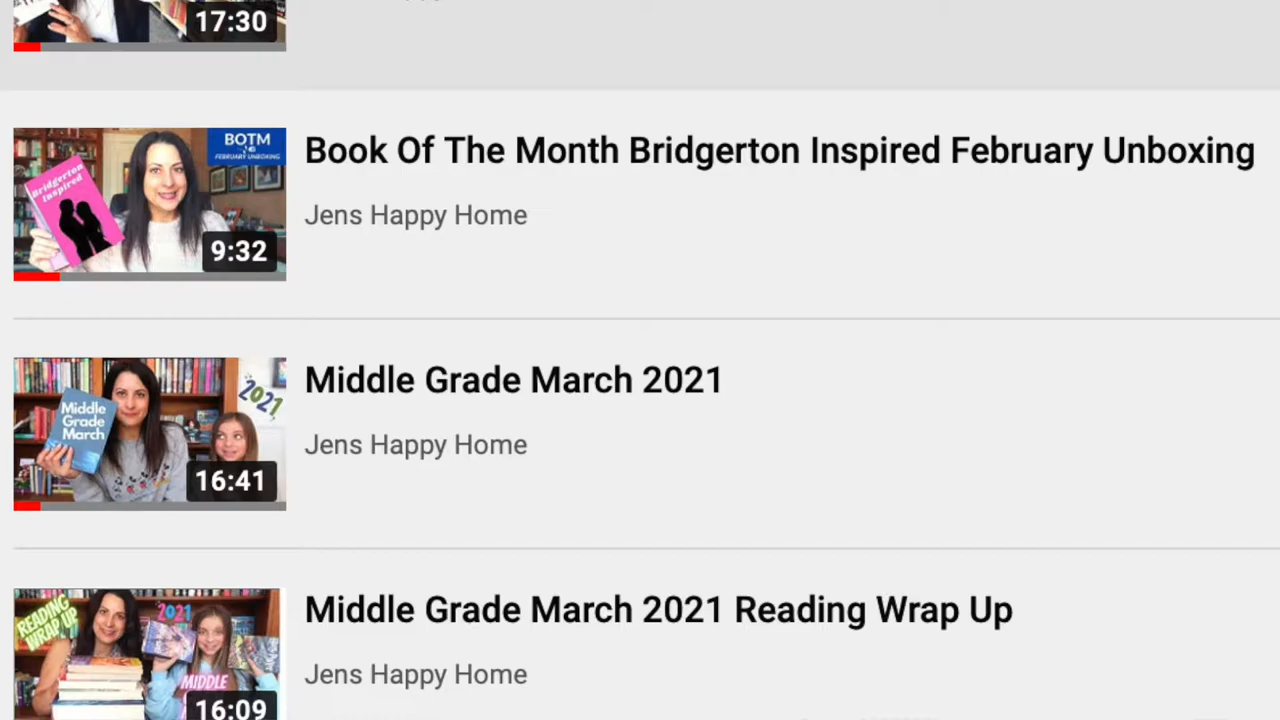 17:30
BOTM
FEBRUARY UNBOXING
Bridgerton
Inspired
9:32
Book Of The Month Bridgerton Inspired February Unboxing
Jens Happy Home
2021
Middle
Grade
March
16:41
Middle Grade March 2021
Jens Happy Home
READING
WRAP UP
2021
MIDDLE
16:09
Middle Grade March 2021 Reading Wrap Up
Jens Happy Home